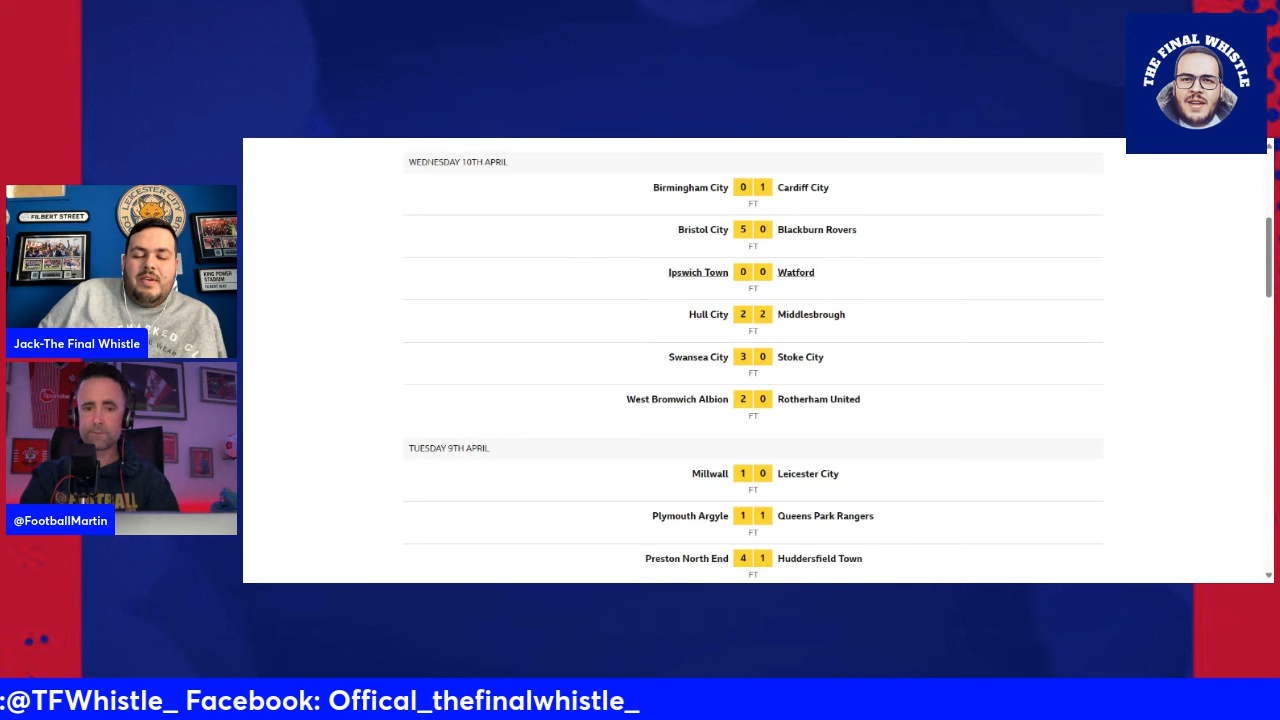 THE FINAL WHISTLE
WEDNESDAY 10TH APRIL
Birmingham City 0 1 Cardiff City
FT
Bristol City 5 0 Blackburn Rovers
FT
Ipswich Town 0 0 Watford
FT
Hull City 2 2 Middlesbrough
FT
Swansea City 3 0 Stoke City
FT
West Bromwich Albion 2 0 Rotherham United
FT
TUESDAY 9TH APRIL
Millwall 1 0 Leicester City
FT
Plymouth Argyle 1 1 Queens Park Rangers
FT
Preston North End 4 1 Huddersfield Town
FT
LEICESTER CITY
FILBERT STREET
KING POWER
STADIUM
Jack-The Final Whistle
@FootballMartin
:@TFWhistle_ Facebook: Offical_thefinalwhistle_